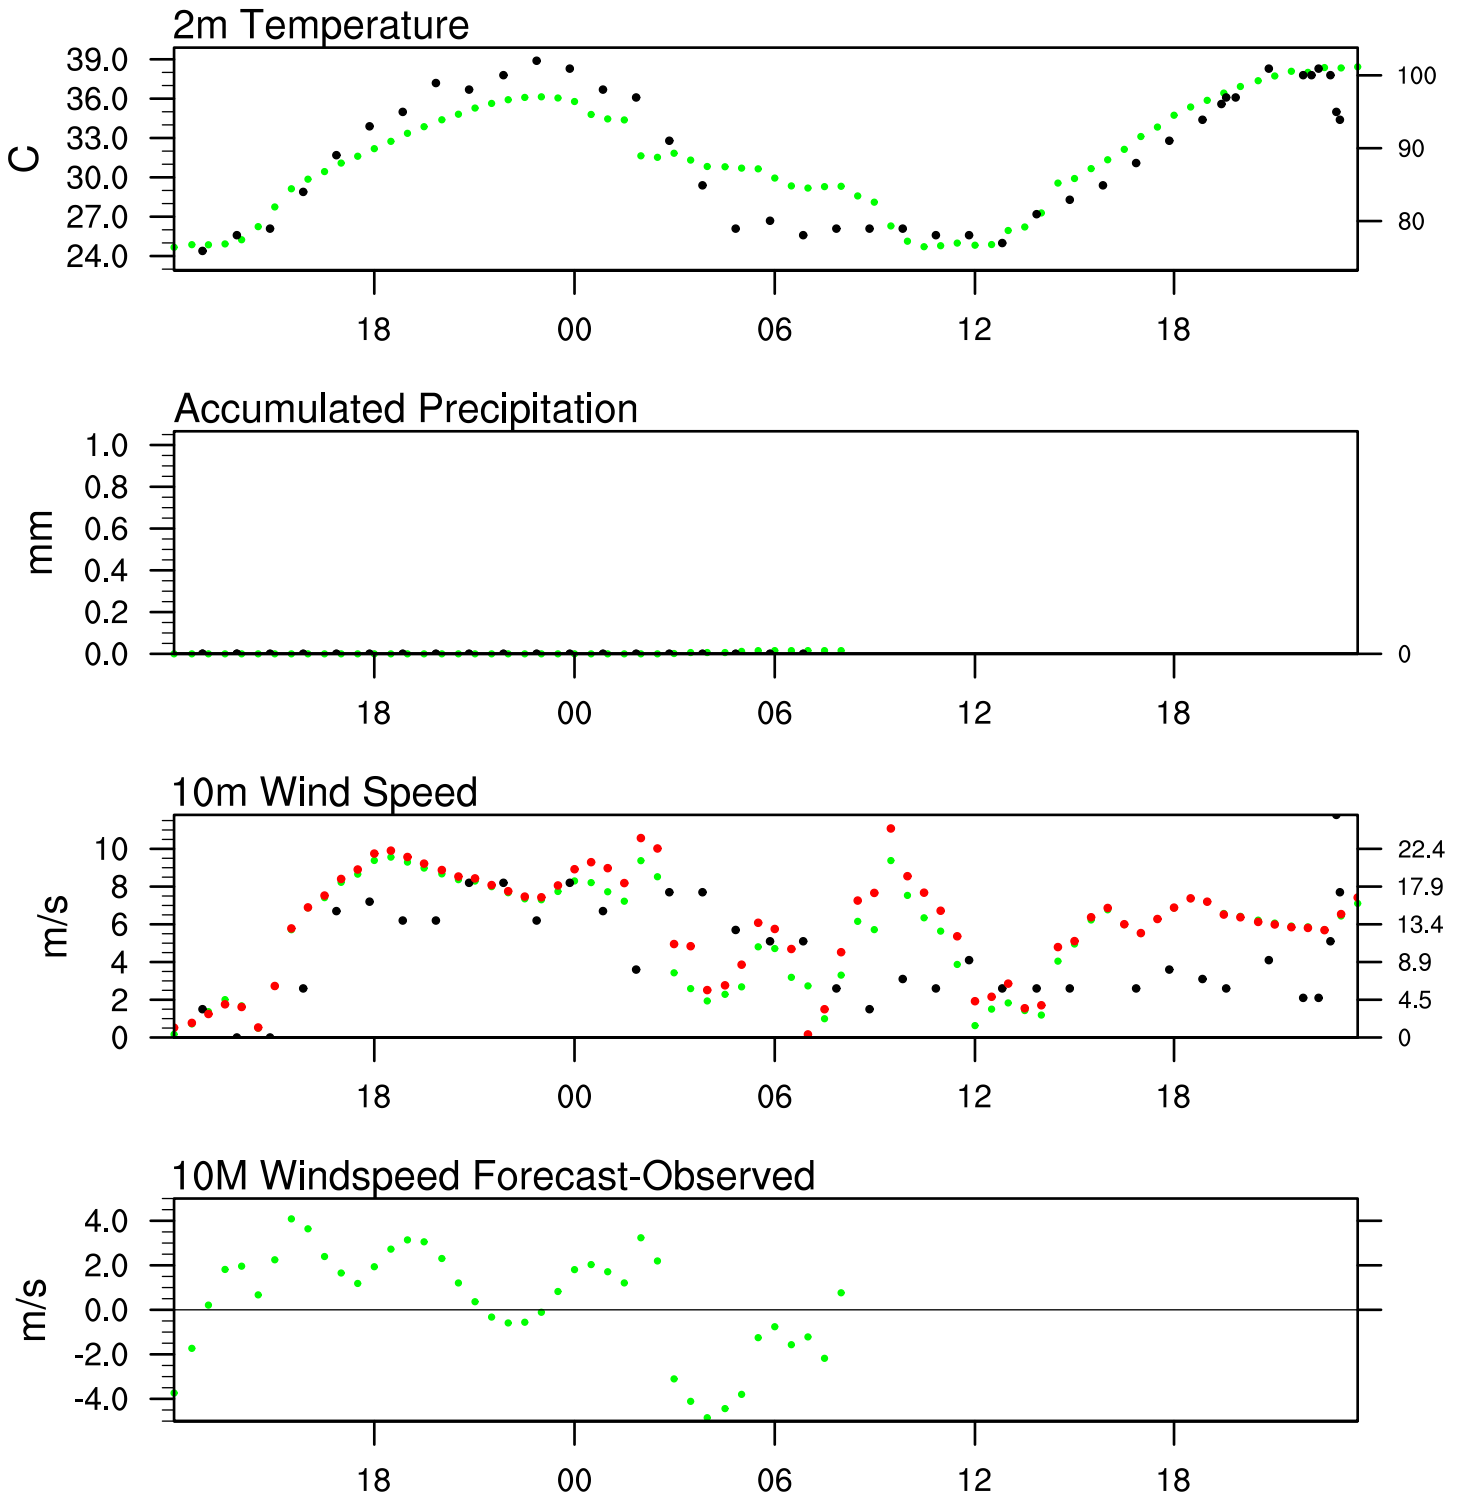 2m Temperature
39.0
36.0
33.0
30.0
27.0
24.0
C
100
90
80
18 00 06 12 18
Accumulated Precipitation
1.0
0.8
0.6
0.4
0.2
0.0
mm
0
18 00 06 12 18
10m Wind Speed
10
8
6
4
2
0
m/s
22.4
17.9
13.4
8.9
4.5
0
18 00 06 12 18
10M Windspeed Forecast-Observed
4.0
2.0
0.0
-2.0
-4.0
m/s
18 00 06 12 18